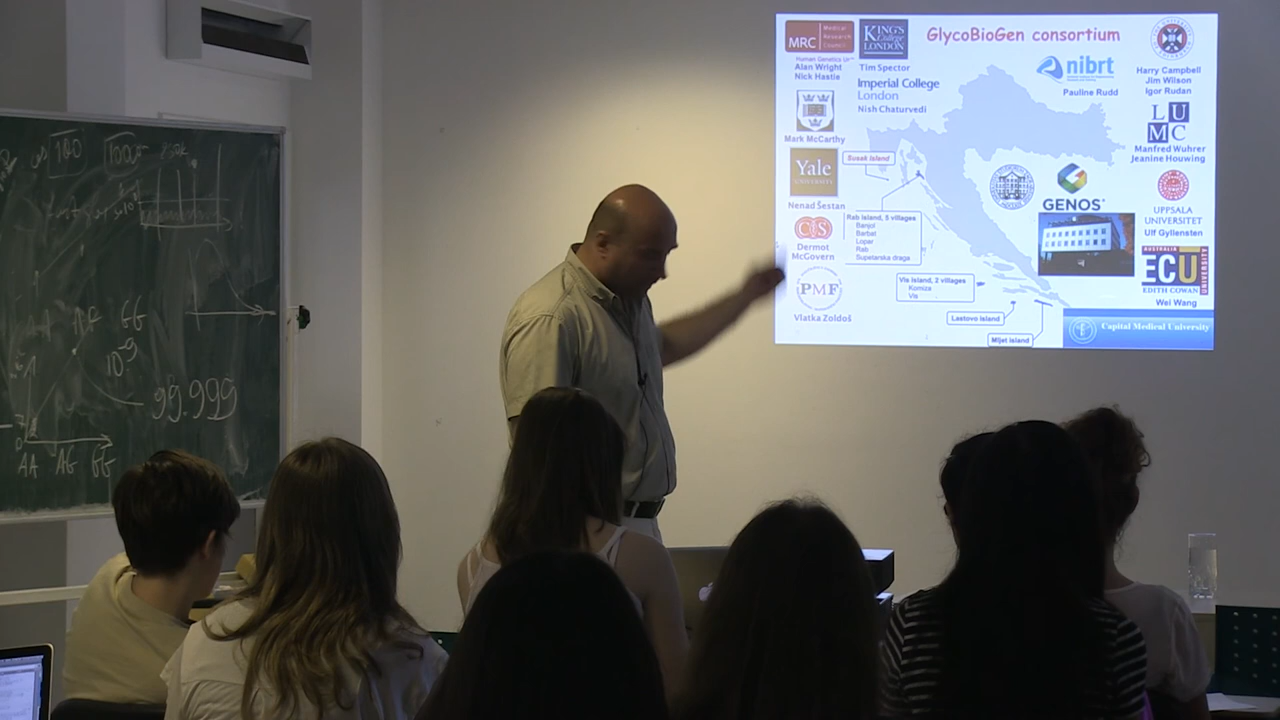 100
1000
AG GG
10⁻⁹
99.999
AA AG GG
GlycoBioGen consortium
MRC Medical Research Council
Human Genetics Unit
Alan Wright
Nick Hastie
KING'S College LONDON
Tim Spector
Imperial College
London
Nish Chaturvedi
Mark McCarthy
Yale
UNIVERSITY
Nenad Šestan
Dermot
McGovern
PMF
Vlatka Zoldoš
Susak island
Rab island, 5 villages
Banjol
Barbat
Lopar
Rab
Supetarska draga
Vis island, 2 villages
Komiza
Vis
Lastovo island
Mljet island
nibrt
Pauline Rudd
GENOS
Harry Campbell
Jim Wilson
Igor Rudan
LU
MC
Manfred Wuhrer
Jeanine Houwing
UPPSALA
UNIVERSITET
Ulf Gyllensten
AUSTRALIA
ECU
UNIVERSITY
EDITH COWAN
Wei Wang
Capital Medical University